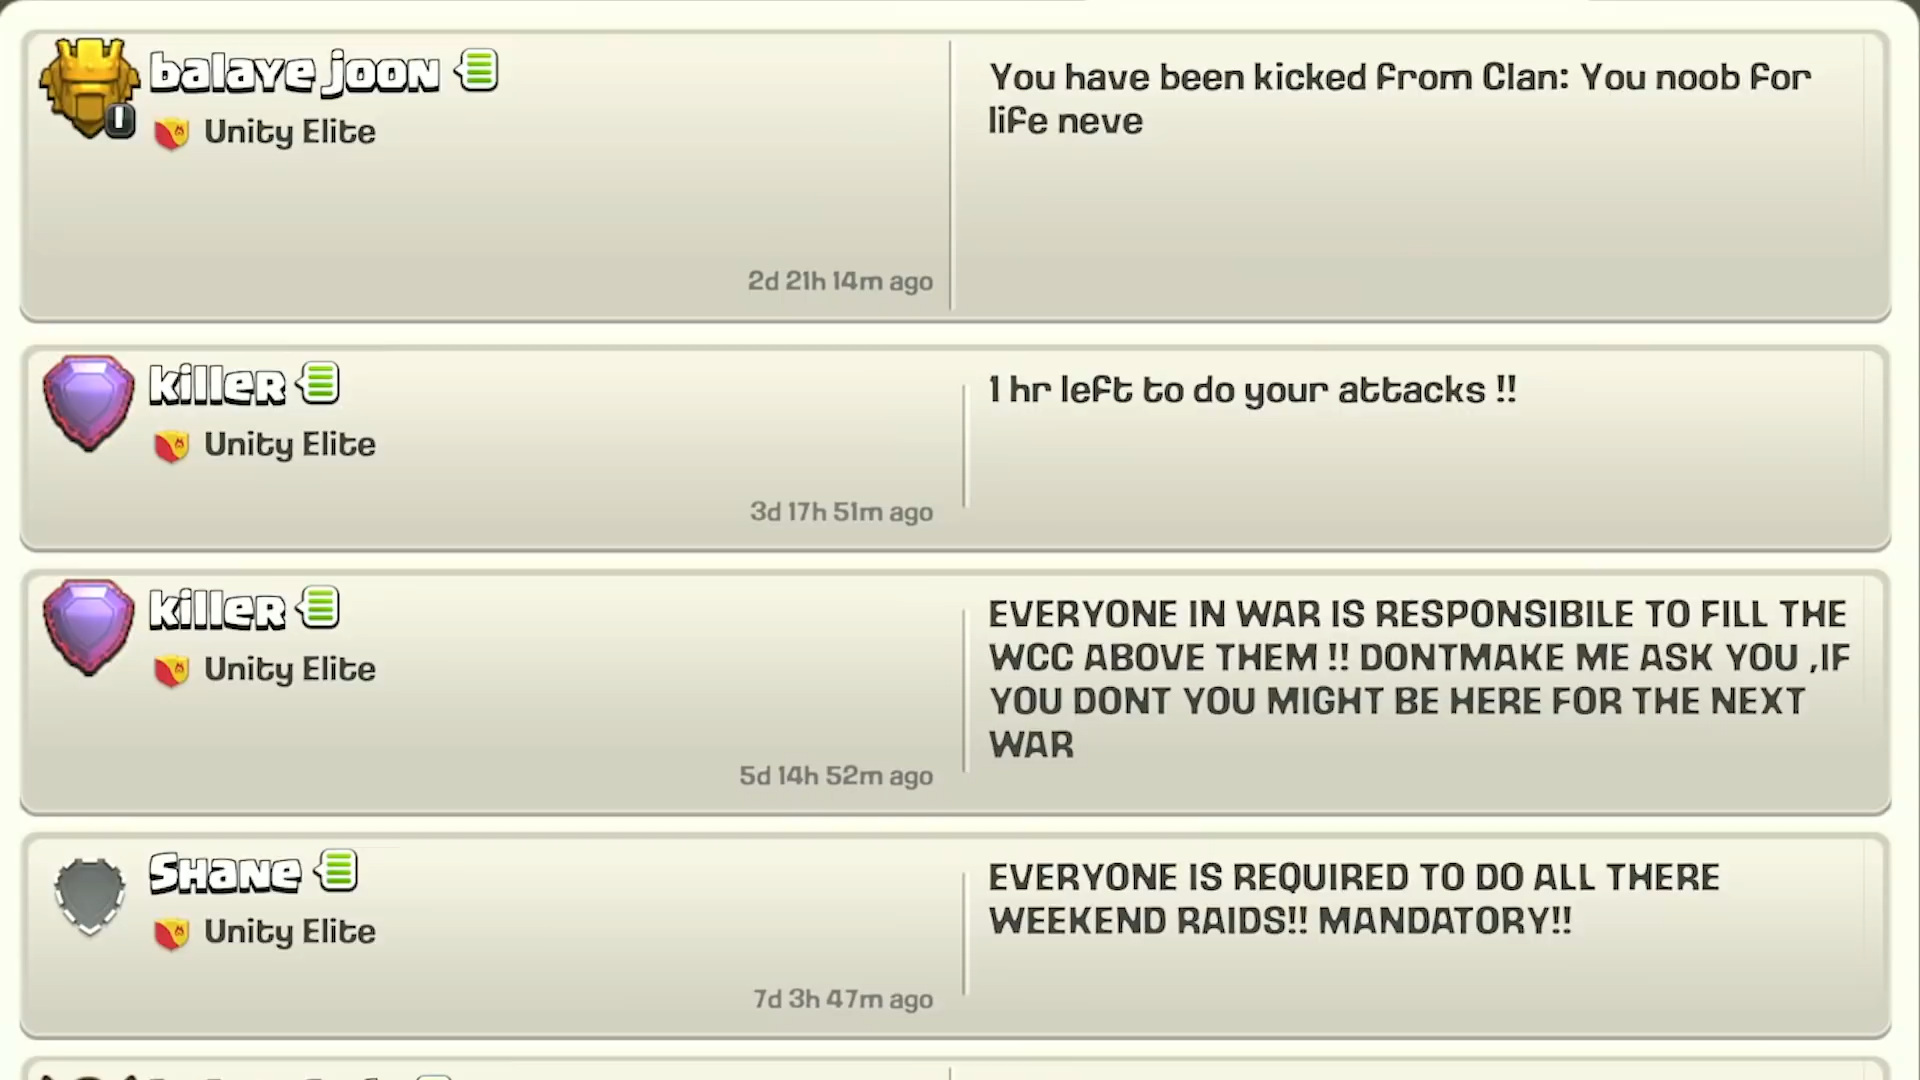 balaye joon
Unity Elite
2d 21h 14m ago
You have been kicked from Clan: You noob for
life neve
killer
Unity Elite
3d 17h 51m ago
1 hr left to do your attacks !!
killer
Unity Elite
5d 14h 52m ago
EVERYONE IN WAR IS RESPONSIBILE TO FILL THE
WCC ABOVE THEM !! DONTMAKE ME ASK YOU ,IF
YOU DONT YOU MIGHT BE HERE FOR THE NEXT
WAR
Shane
Unity Elite
7d 3h 47m ago
EVERYONE IS REQUIRED TO DO ALL THERE
WEEKEND RAIDS!! MANDATORY!!